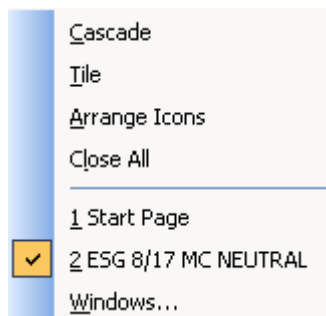 Cascade
Tile
Arrange Icons
Close All
1 Start Page
2 ESG 8/17 MC NEUTRAL
Windows...